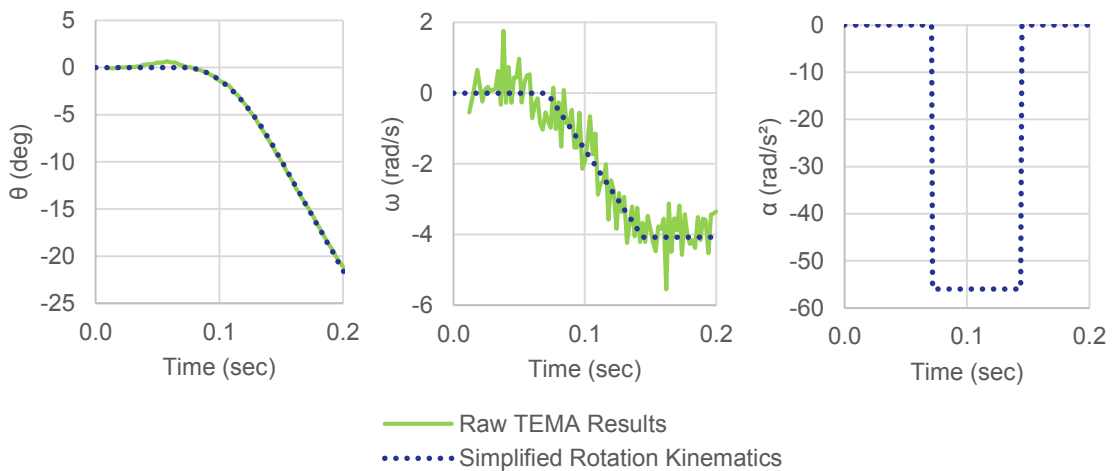 5
0
-5
-10
-15
-20
-25
θ (deg)
0.0 0.1 0.2
Time (sec)
2
0
-2
-4
-6
ω (rad/s)
0.0 0.1 0.2
Time (sec)
0
-10
-20
-30
-40
-50
-60
α (rad/s²)
0.0 0.1 0.2
Time (sec)
Raw TEMA Results
Simplified Rotation Kinematics